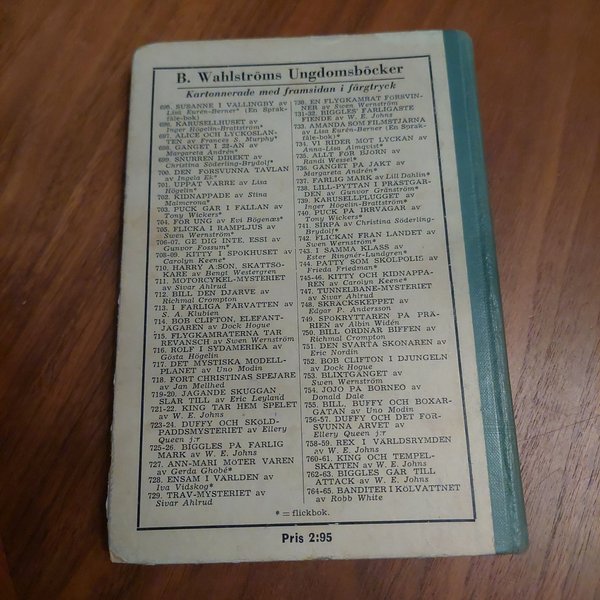 B. Wahlströms Ungdomsböcker
Kartonnerade med framsidan i färgtryck
695. SUSANNE I VÄLLINGBY av
Lisa Eurén-Berner* (En Språk-
fåle-bok)
696. KARUSELLHUSET av
Inger Högelin-Brattström*
697. ALICE OCH LYCKOSLAN-
TEN av Frances S. Murphy*
698. GÄNGET I 22-AN av
Margareta Andrén*
699. SNURREN DIREKT av
Christina Söderling-Brydolf*
700. DEN FÖRSVUNNA TAVLAN
av Ingela Ek*
701. UPPÅT VARRE av Lisa
Högelin*
702. KIDNAPPADE av Stina
Malmcrona*
703. PUCK GÅR I FÄLLAN av
Tony Wickers*
704. FÖR UNG av Evi Bögenæs*
705. FLICKA I RAMPLJUS av
Swen Wernström*
706-07. GE DIG INTE, ESSI av
Gunvor Fossum*
708-09. KITTY I SPÖKHUSET av
Carolyn Keene*
710. HARRY A:SON, SKATTSÖ-
KARE av Bengt Westergren
711. MOTORCYKEL-MYSTERIET
av Sivar Ahlrud
712. BILL DEN DJÄRVE av
Richmal Crompton
713. I FARLIGA FARVATTEN av
S. A. Klubien
714. BOB CLIFTON, ELEFANT-
JÄGAREN av Dock Hogue
715. FLYGKAMRATERNA TAR
REVANSCH av Swen Wernström
716. ROLF I SYDAMERIKA av
Gösta Högelin
717. DET MYSTISKA MODELL-
PLANET av Uno Modin
718. FORT CHRISTINAS SPEJARE
av Jan Mellhed
719-20. JAGANDE SKUGGAN
SLÅR TILL av Eric Leyland
721-22. KING TAR HEM SPELET
av W. E. Johns
723-24. DUFFY OCH SKÖLD-
PADDSMYSTERIET av Ellery
Queen j:r
725-26. BIGGLES PÅ FARLIG
MARK av W. E. Johns
727. ANN-MARI MÖTER VÅREN
av Gerda Ghobé*
728. ENSAM I VÄRLDEN av
Iva Vidskog*
729. TRAV-MYSTERIET av
Sivar Ahlrud
730. EN FLYGKAMRAT FÖRSVIN-
NER av Swen Wernström
731-32. BIGGLES' FARLIGASTE
FIENDE av W. E. Johns
733. AMANDA SOM FILMSTJÄRNA
av Lisa Eurén-Berner (En Språk-
fåle-bok)*
734. VI RIDER MOT LYCKAN av
Anna-Lisa Almqvist*
735. ALLT FÖR BJÖRN av
Randi Wessel*
736. GÄNGET PÅ JAKT av
Margareta Andrén*
737. FARLIG MARK av Lill Dahlin*
738. LILL-PYTTAN I PRÄSTGÅR-
DEN av Gunvor Gränström*
739. KARUSELLPLUGGET av
Inger Högelin-Brattström*
740. PUCK PÅ IRRVÄGAR av
Tony Wickers*
741. SIRPA av Christina Söderling-
Brydolf*
742. FLICKAN FRÅN LANDET av
Swen Wernström*
743. I SAMMA KLASS av
Ester Ringnér-Lundgren*
744. PATTY SOM SKOLPOLIS av
Frieda Friedman*
745-46. KITTY OCH KIDNAPPA-
REN av Carolyn Keene*
747. TUNNELBANE-MYSTERIET
av Sivar Ahlrud
748. SKRÄCKSKEPPET av
Edgar P. Andersson
749. SPÖKRYTTAREN PÅ PRÄ-
RIEN av Albin Widén
750. BILL ORDNAR BIFFEN av
Richmal Crompton
751. DEN SVARTA SKONAREN av
Eric Nordin
752. BOB CLIFTON I DJUNGELN
av Dock Hogue
753. BLIXTGÄNGET av
Swen Wernström
754. JOJO PÅ BORNEO av
Donald Dale
755. BILL, BUFFY OCH BOXAR-
GATAN av Uno Modin
756-57. DUFFY OCH DET FÖR-
SVUNNA ARVET av
Ellery Queen j:r
758-59. REX I VÄRLDSRYMDEN
av W. E. Johns
760-61. KING OCH TEMPEL-
SKATTEN av W. E. Johns
762-63. BIGGLES GÅR TILL
ATTACK av W. E. Johns
764-65. BANDITER I KÖLVATTNET
av Robb White
* = flickbok.
Pris 2:95